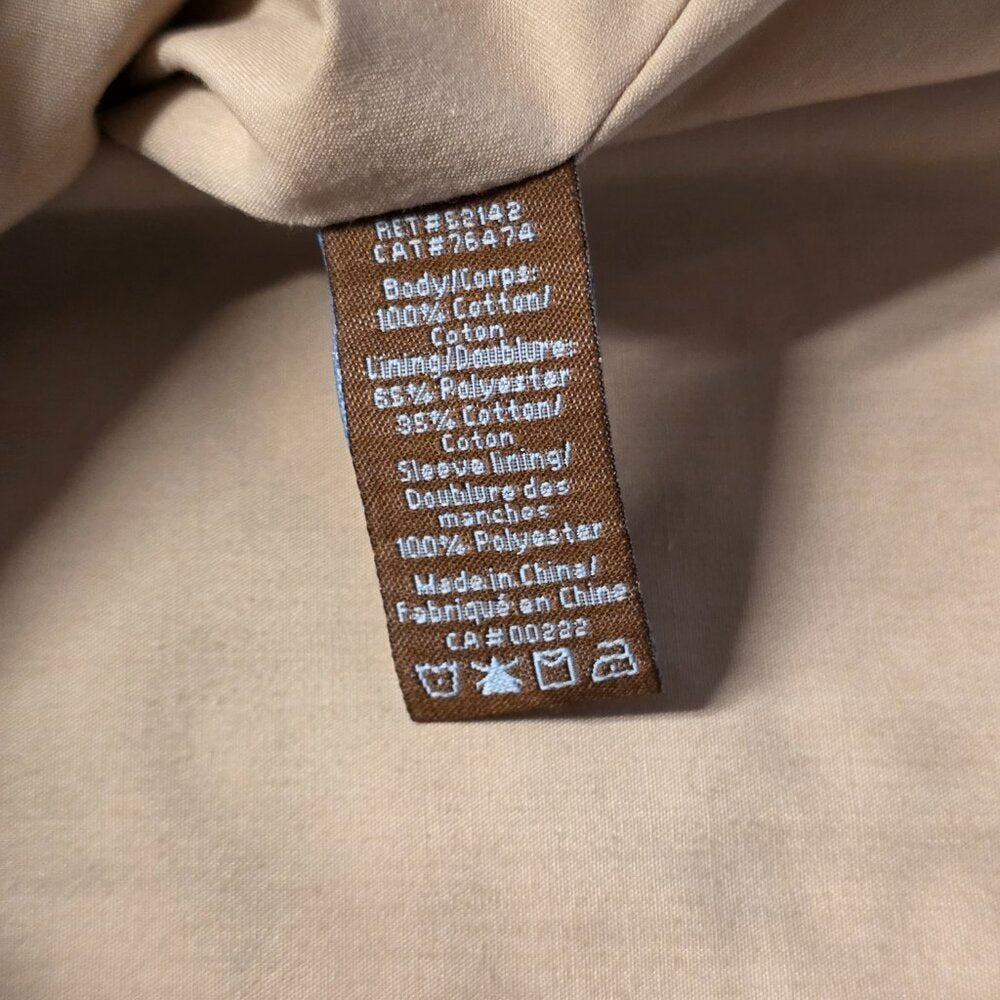 RET#52142
CAT#76474
Body/Corps:
100% Cotton/
Coton
Lining/Doublure:
65% Polyester
35% Cotton/
Coton
Sleeve lining/
Doublure des
manches
100% Polyester
Made in China/
Fabriqué en Chine
CA#00222